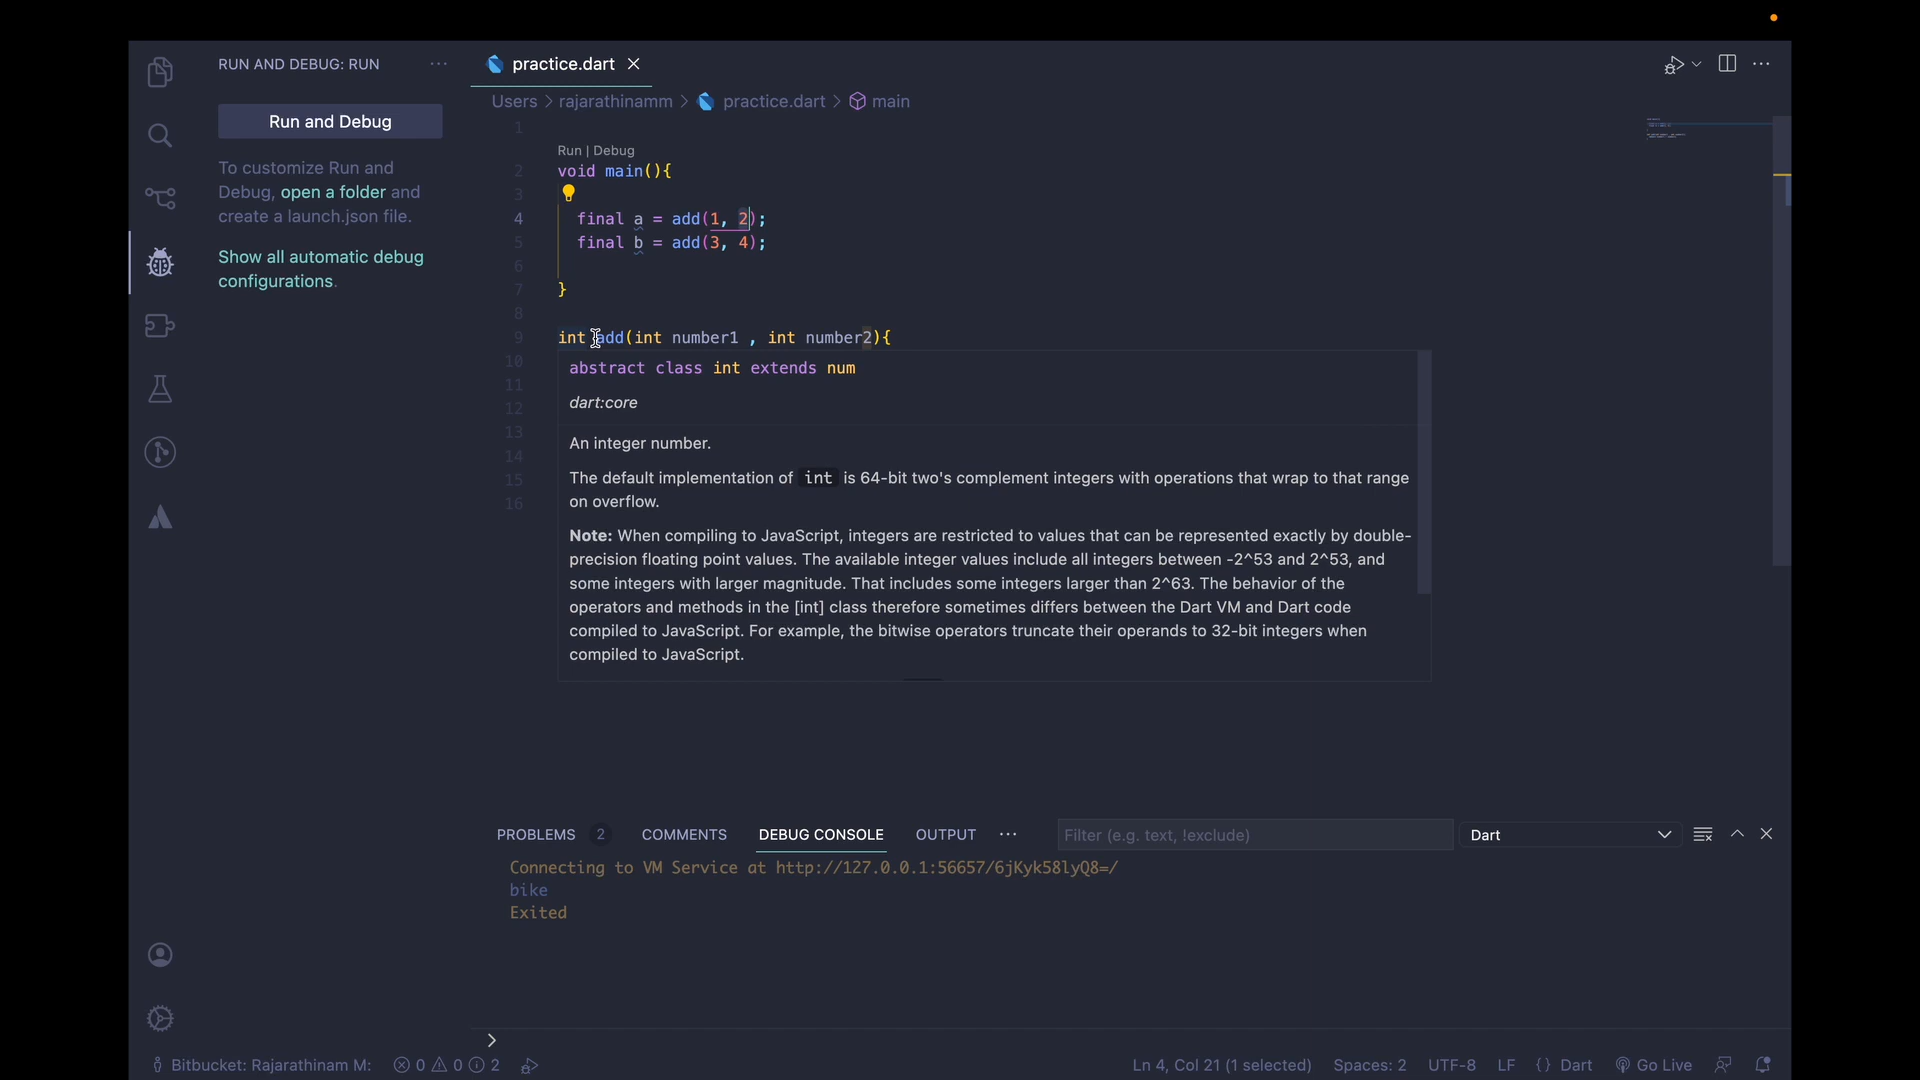 RUN AND DEBUG: RUN ···
Run and Debug
To customize Run and
Debug, open a folder and
create a launch.json file.
Show all automatic debug
configurations.
practice.dart
Users > rajarathinamm > practice.dart > main
1
Run | Debug
2 void main(){
3
4 final a = add(1, 2);
5 final b = add(3, 4);
6
7 }
8
9 int add(int number1 , int number2){
10
11
12
13
14
15
16
abstract class int extends num
dart:core
An integer number.
The default implementation of int is 64-bit two's complement integers with operations that wrap to that range
on overflow.
Note: When compiling to JavaScript, integers are restricted to values that can be represented exactly by double-
precision floating point values. The available integer values include all integers between -2^53 and 2^53, and
some integers with larger magnitude. That includes some integers larger than 2^63. The behavior of the
operators and methods in the [int] class therefore sometimes differs between the Dart VM and Dart code
compiled to JavaScript. For example, the bitwise operators truncate their operands to 32-bit integers when
compiled to JavaScript.
PROBLEMS 2 COMMENTS DEBUG CONSOLE OUTPUT ··· Filter (e.g. text, !exclude) Dart
Connecting to VM Service at http://127.0.0.1:56657/6jKyk58lyQ8=/
bike
Exited
>
Bitbucket: Rajarathinam M: 0 0 2 Ln 4, Col 21 (1 selected) Spaces: 2 UTF-8 LF {} Dart Go Live